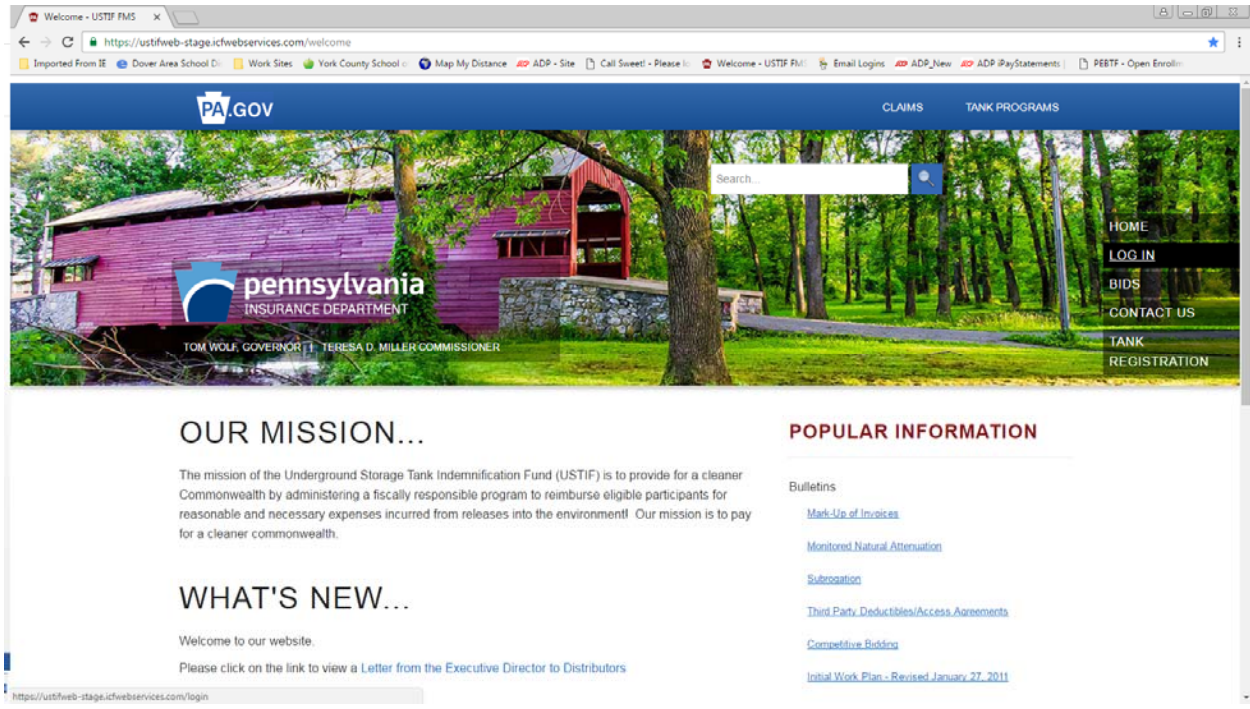 Welcome - USTIF FMS
https://ustifweb-stage.icfwebservices.com/welcome
Imported From IE Dover Area School Di Work Sites York County School o Map My Distance ADP - Site Call Sweet! - Please lo Welcome - USTIF FM Email Logins ADP_New ADP iPayStatements | PEBTF - Open Enrollm
PA.GOV
CLAIMS TANK PROGRAMS
Search...
HOME
LOG IN
BIDS
CONTACT US
TANK
REGISTRATION
pennsylvania
INSURANCE DEPARTMENT
TOM WOLF, GOVERNOR | TERESA D. MILLER COMMISSIONER
OUR MISSION...
The mission of the Underground Storage Tank Indemnification Fund (USTIF) is to provide for a cleaner
Commonwealth by administering a fiscally responsible program to reimburse eligible participants for
reasonable and necessary expenses incurred from releases into the environment! Our mission is to pay
for a cleaner commonwealth.
WHAT'S NEW...
Welcome to our website.
Please click on the link to view a Letter from the Executive Director to Distributors
POPULAR INFORMATION
Bulletins
Mark-Up of Invoices
Monitored Natural Attenuation
Subrogation
Third Party Deductibles/Access Agreements
Competitive Bidding
Initial Work Plan - Revised January 27, 2011
https://ustifweb-stage.icfwebservices.com/login